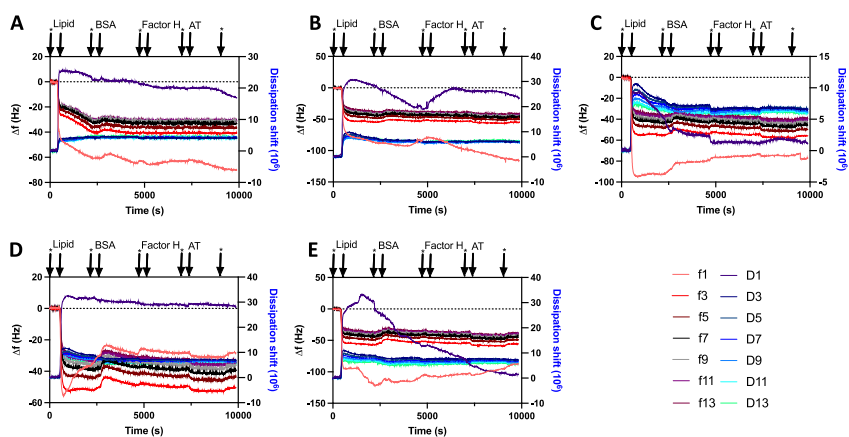 A B C
* Lipid * BSA Factor H * AT *
* Lipid * BSA Factor H * AT *
* Lipid * BSA Factor H * AT *
20 0 -20 -40 -60 -80
Δf (Hz)
30 20 10 0 -10
Dissipation shift (10⁶)
0 5000 10000
Time (s)
50 0 -50 -100 -150
Δf (Hz)
40 30 20 10 0 -10
Dissipation shift (10⁶)
0 5000 10000
Time (s)
20 0 -20 -40 -60 -80 -100
Δf (Hz)
15 10 5 0 -5
Dissipation shift (10⁶)
0 5000 10000
Time (s)
D E
* Lipid * BSA Factor H * AT *
* Lipid * BSA Factor H * AT *
20 0 -20 -40 -60
Δf (Hz)
40 30 20 10 0 -10
Dissipation shift (10⁶)
0 5000 10000
Time (s)
50 0 -50 -100 -150
Δf (Hz)
40 30 20 10 0 -10
Dissipation shift (10⁶)
0 5000 10000
Time (s)
f1 D1
f3 D3
f5 D5
f7 D7
f9 D9
f11 D11
f13 D13